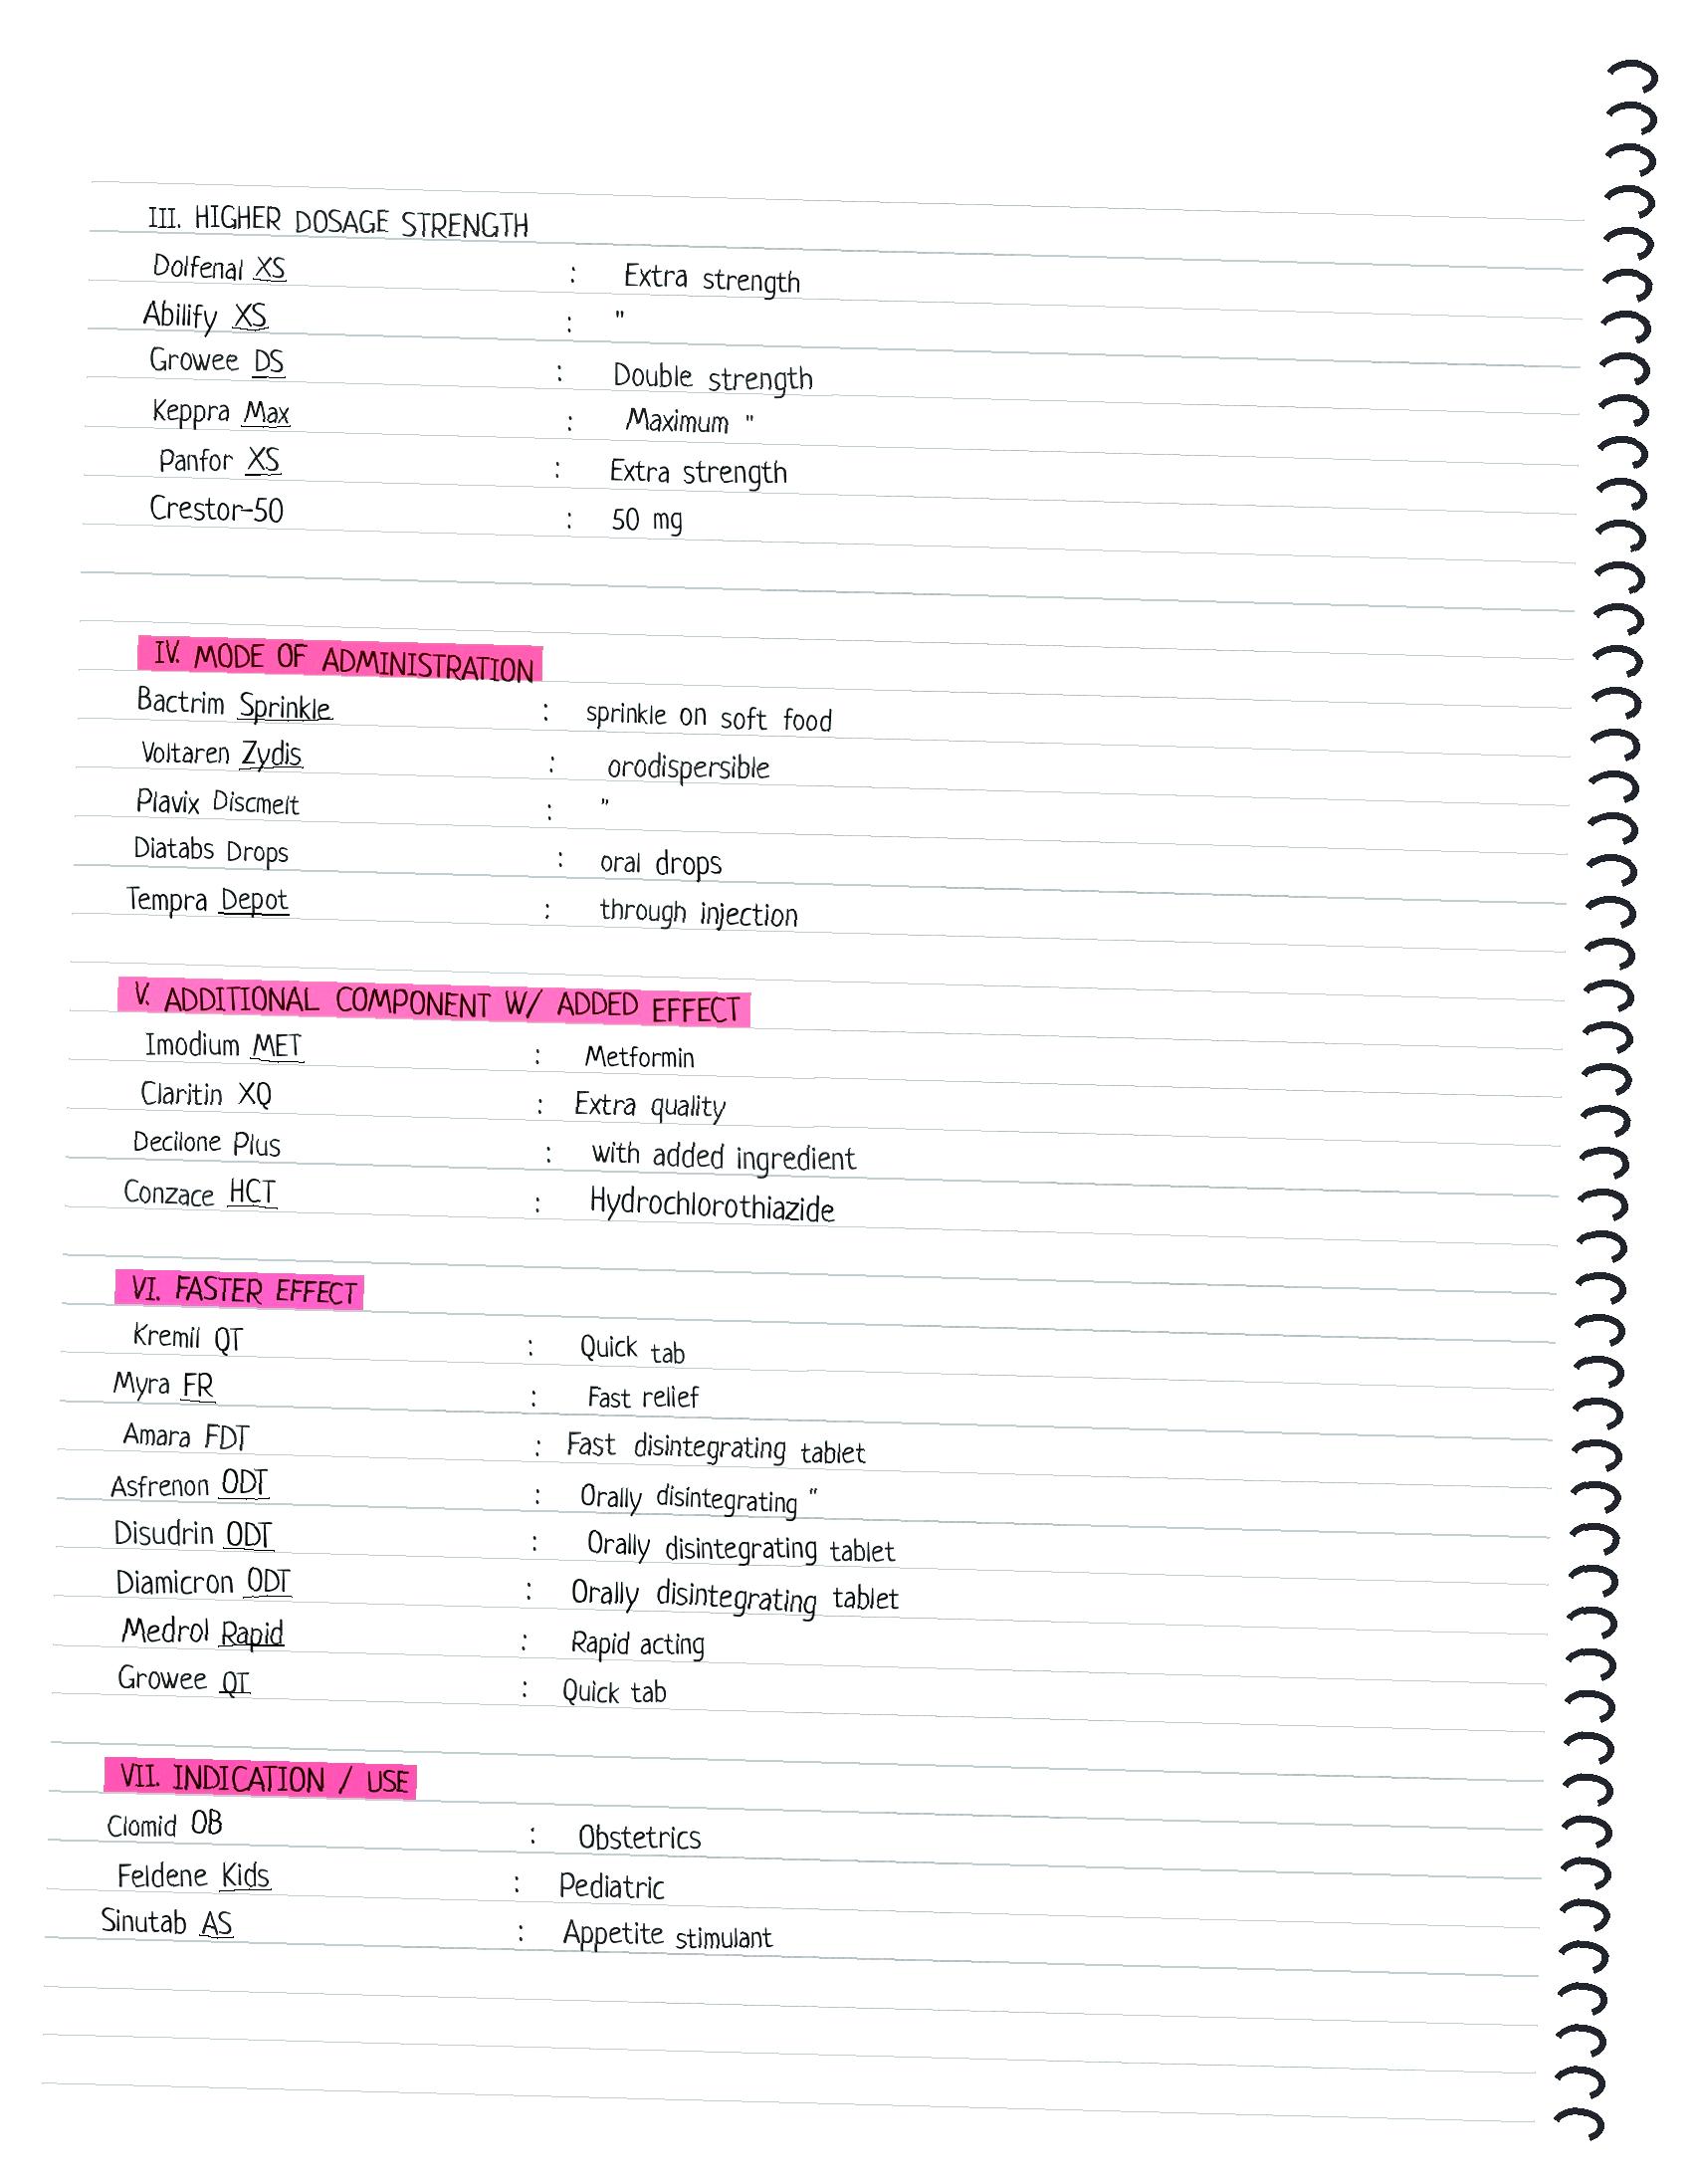 III. HIGHER DOSAGE STRENGTH
Dolfenal XS : Extra strength
Abilify XS : "
Growee DS : Double strength
Keppra Max : Maximum "
Panfor XS : Extra strength
Crestor-50 : 50 mg
IV. MODE OF ADMINISTRATION
Bactrim Sprinkle : sprinkle on soft food
Voltaren Zydis : orodispersible
Plavix Discmelt : "
Diatabs Drops : oral drops
Tempra Depot : through injection
V. ADDITIONAL COMPONENT W/ ADDED EFFECT
Imodium MET : Metformin
Claritin XQ : Extra quality
Decilone Plus : with added ingredient
Conzace HCT : Hydrochlorothiazide
VI. FASTER EFFECT
Kremil QT : Quick tab
Myra FR : Fast relief
Amara FDT : Fast disintegrating tablet
Asfrenon ODT : Orally disintegrating "
Disudrin ODT : Orally disintegrating tablet
Diamicron ODT : Orally disintegrating tablet
Medrol Rapid : Rapid acting
Growee QT : Quick tab
VII. INDICATION / USE
Clomid OB : Obstetrics
Feldene Kids : Pediatric
Sinutab AS : Appetite stimulant